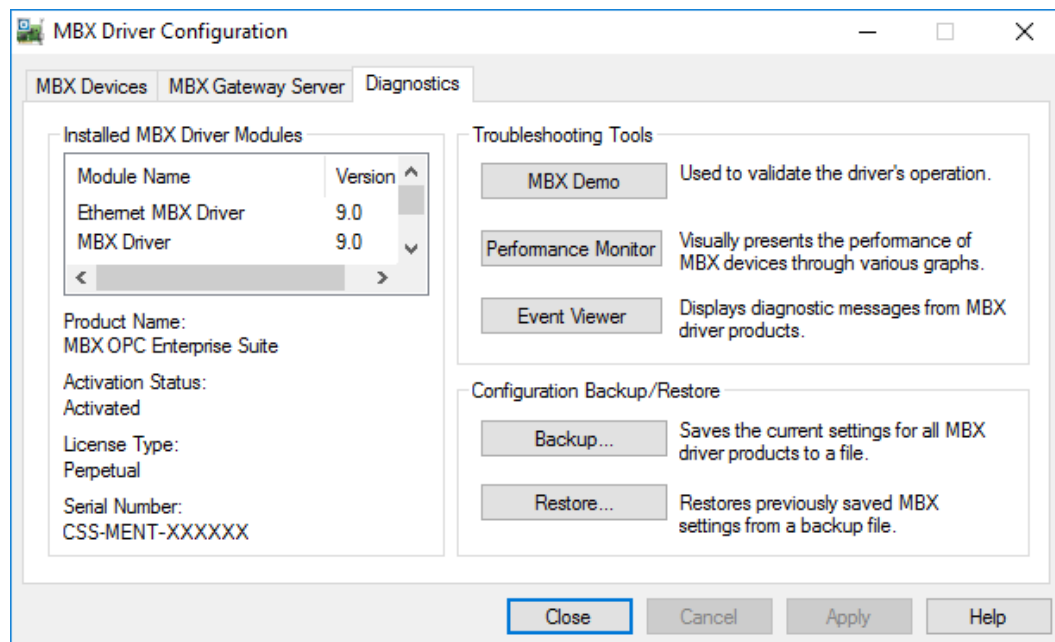 MBX Driver Configuration
MBX Devices
MBX Gateway Server
Diagnostics
Installed MBX Driver Modules
Module Name Version
Ethernet MBX Driver 9.0
MBX Driver 9.0
Product Name:
MBX OPC Enterprise Suite
Activation Status:
Activated
License Type:
Perpetual
Serial Number:
CSS-MENT-XXXXXX
Troubleshooting Tools
MBX Demo
Used to validate the driver's operation.
Performance Monitor
Visually presents the performance of
MBX devices through various graphs.
Event Viewer
Displays diagnostic messages from MBX
driver products.
Configuration Backup/Restore
Backup...
Saves the current settings for all MBX
driver products to a file.
Restore...
Restores previously saved MBX
settings from a backup file.
Close
Cancel
Apply
Help